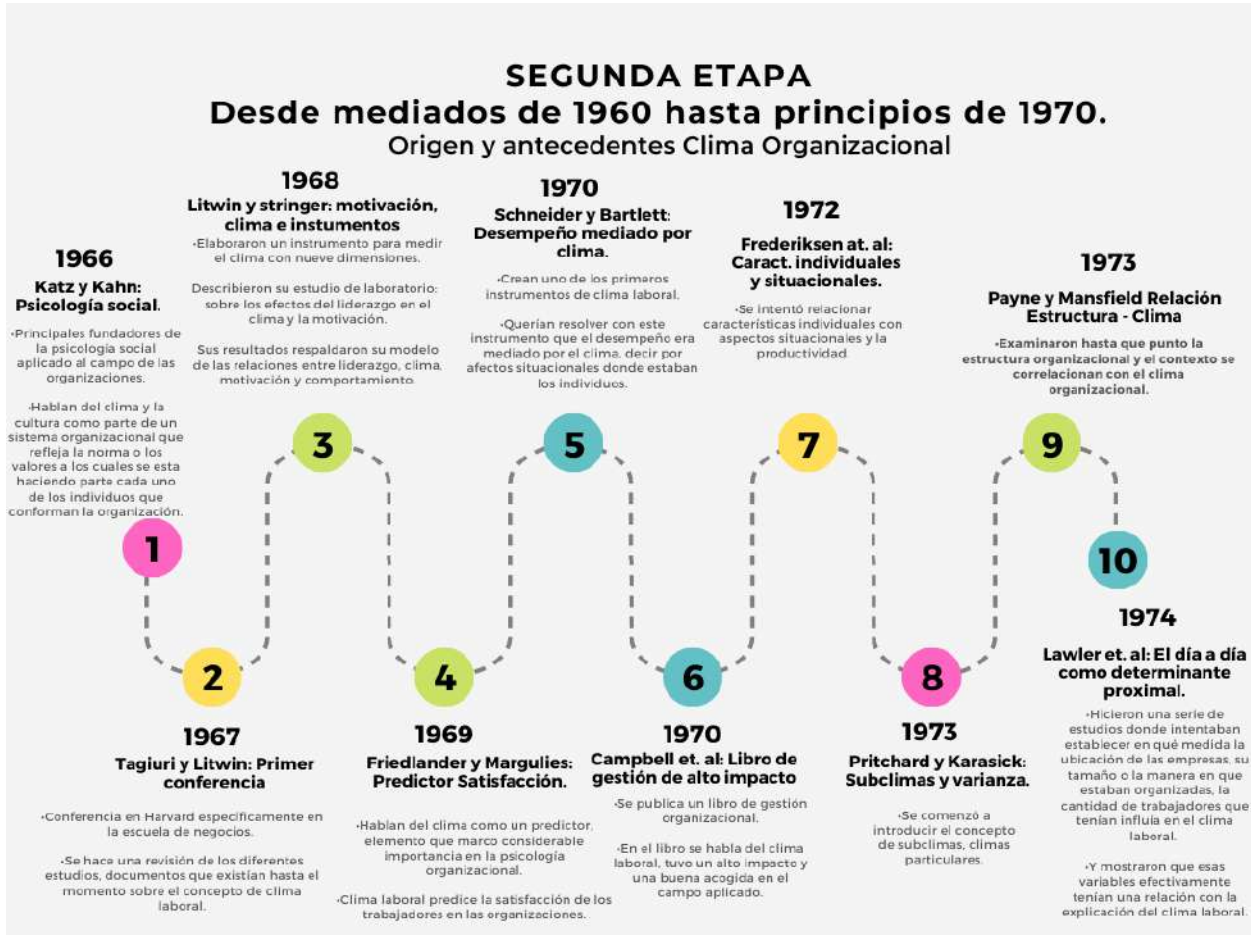 SEGUNDA ETAPA
Desde mediados de 1960 hasta principios de 1970.
Origen y antecedentes Clima Organizacional
1966
Katz y Kahn:
Psicología social.
•Principales fundadores de
la psicología social
aplicado al campo de las
organizaciones.
•Hablan del clima y la
cultura como parte de un
sistema organizacional que
refleja la norma o los
valores a los cuales se esta
haciendo parte cada uno
de los individuos que
conforman la organización.
1
2
1967
Tagiuri y Litwin: Primer
conferencia
•Conferencia en Harvard específicamente en
la escuela de negocios.
•Se hace una revisión de los diferentes
estudios, documentos que existían hasta el
momento sobre el concepto de clima
laboral.
1968
Litwin y stringer: motivación,
clima e instumentos
•Elaboraron un instrumento para medir
el clima con nueve dimensiones.
Describieron su estudio de laboratorio:
sobre los efectos del liderazgo en el
clima y la motivación.
Sus resultados respaldaron su modelo
de las relaciones entre liderazgo, clima,
motivación y comportamiento.
3
4
1969
Friedlander y Margulies:
Predictor Satisfacción.
•Hablan del clima como un predictor,
elemento que marco considerable
importancia en la psicología
organizacional.
•Clima laboral predice la satisfacción de los
trabajadores en las organizaciones.
1970
Schneider y Bartlett:
Desempeño mediado por
clima.
•Crean uno de los primeros
instrumentos de clima laboral.
•Querían resolver con este
instrumento que el desempeño era
mediado por el clima, decir por
afectos situacionales donde estaban
los individuos.
5
6
1970
Campbell et. al: Libro de
gestión de alto impacto
•Se publica un libro de gestión
organizacional.
•En el libro se habla del clima
laboral, tuvo un alto impacto y
una buena acogida en el
campo aplicado.
1972
Frederiksen at. al:
Caract. individuales
y situacionales.
•Se intentó relacionar
características individuales con
aspectos situacionales y la
productividad.
7
8
1973
Pritchard y Karasick:
Subclimas y varianza.
•Se comenzó a
introducir el concepto
de subclimas, climas
particulares.
1973
Payne y Mansfield Relación
Estructura - Clima
•Examinaron hasta que punto la
estructura organizacional y el contexto se
correlacionan con el clima
organizacional.
9
10
1974
Lawler et. al: El día a día
como determinante
proximal.
•Hicieron una serie de
estudios donde intentaban
establecer en qué medida la
ubicación de las empresas, su
tamaño o la manera en que
estaban organizadas, la
cantidad de trabajadores que
tenían influía en el clima
laboral.
•Y mostraron que esas
variables efectivamente
tenían una relación con la
explicación del clima laboral.